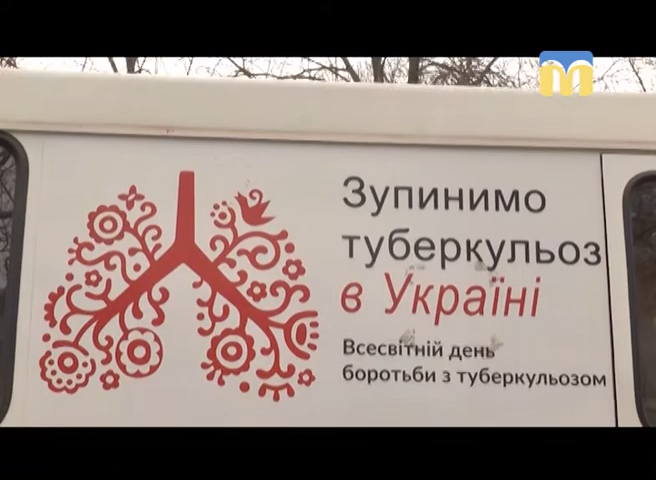 М
Зупинимо
туберкульоз
в Україні
Всесвітній день
боротьби з туберкульозом